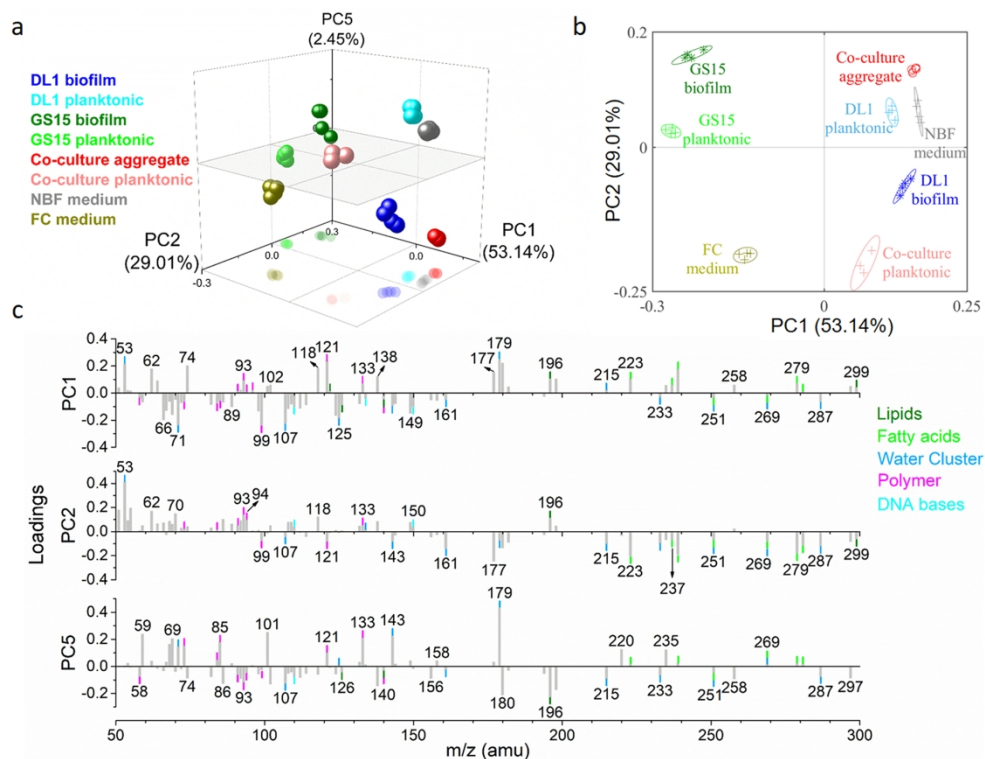 a
PC5
(2.45%)
DL1 biofilm
DL1 planktonic
GS15 biofilm
GS15 planktonic
Co-culture aggregate
Co-culture planktonic
NBF medium
FC medium
PC2
(29.01%)
PC1
(53.14%)
0.3
0.0
0.0
-0.3
b
0.2
0
-0.25
PC2 (29.01%)
GS15
biofilm
GS15
planktonic
Co-culture
aggregate
DL1
planktonic
NBF
medium
DL1
biofilm
FC
medium
Co-culture
planktonic
-0.3
0
0.25
PC1 (53.14%)
c
Loadings
PC1
0.4
0.2
0.0
-0.2
-0.4
53
62
74
93
102
118
121
133
138
177
179
196
215
223
258
279
299
66
71
89
99
107
125
149
161
233
251
269
287
PC2
0.4
0.2
0.0
-0.2
-0.4
53
62
70
93
94
118
133
150
196
99
107
121
143
161
177
215
223
237
251
269
279
287
299
PC5
0.4
0.2
0.0
-0.2
59
69
85
101
121
133
143
158
179
220
235
269
58
74
86
93
107
126
140
156
180
196
215
233
251
258
287
297
Lipids
Fatty acids
Water Cluster
Polymer
DNA bases
50
100
150
200
250
300
m/z (amu)